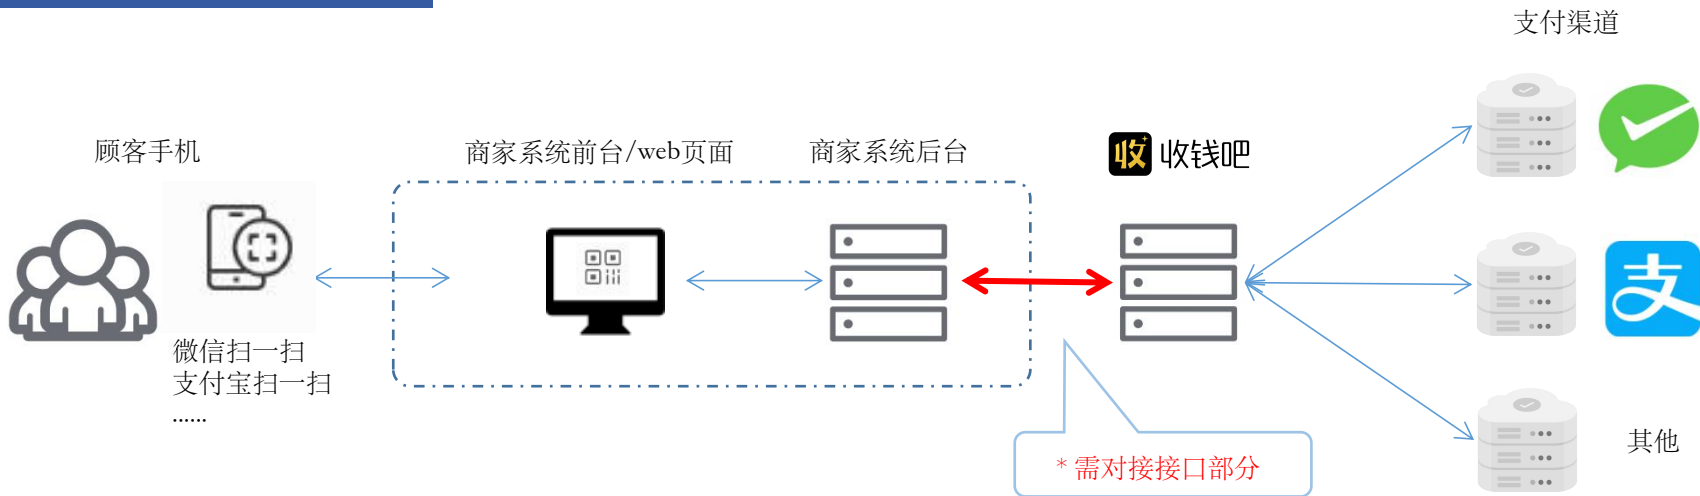 支付渠道
顾客手机
商家系统前台/web页面
商家系统后台
收 收钱吧
微信扫一扫
支付宝扫一扫
......
支
其他
* 需对接接口部分